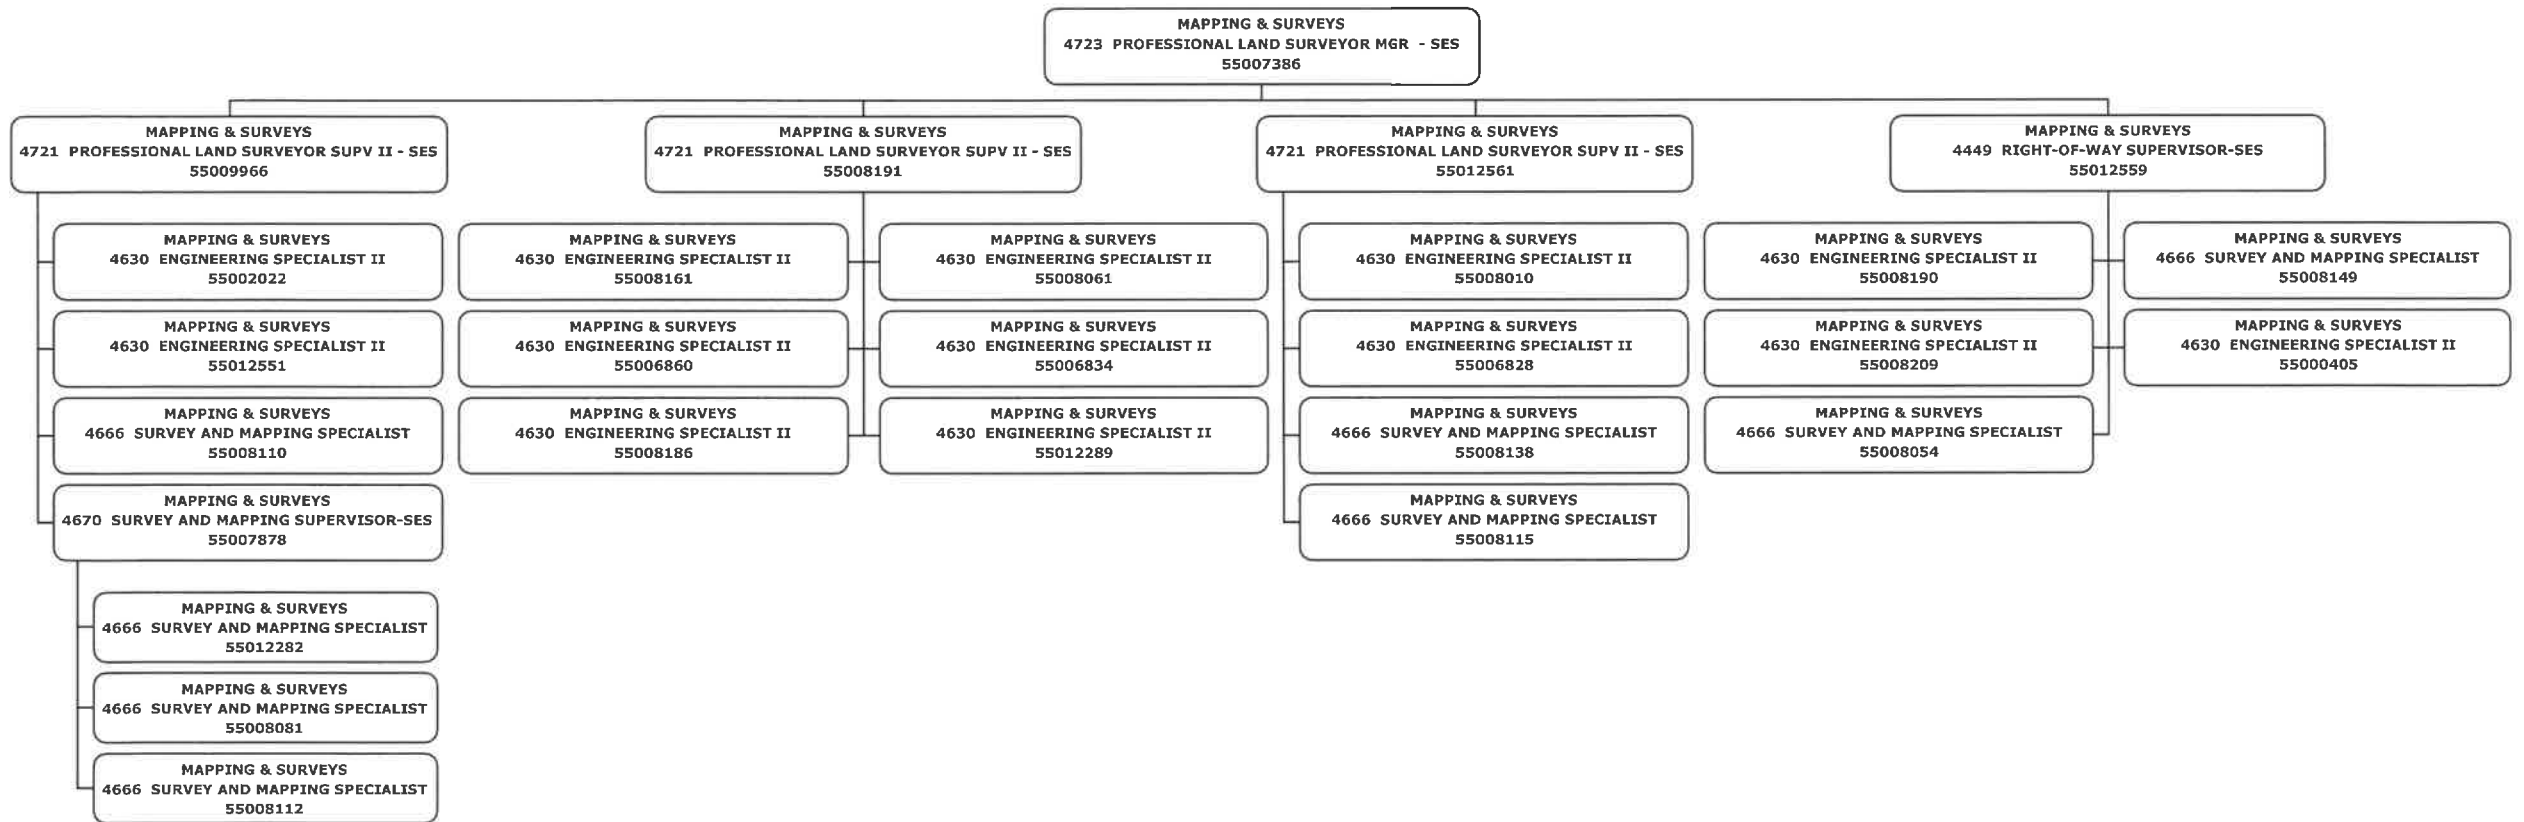 MAPPING & SURVEYS
4723 PROFESSIONAL LAND SURVEYOR MGR - SES
55007386
MAPPING & SURVEYS
4721 PROFESSIONAL LAND SURVEYOR SUPV II - SES
55009966
MAPPING & SURVEYS
4721 PROFESSIONAL LAND SURVEYOR SUPV II - SES
55008191
MAPPING & SURVEYS
4721 PROFESSIONAL LAND SURVEYOR SUPV II - SES
55012561
MAPPING & SURVEYS
4449 RIGHT-OF-WAY SUPERVISOR-SES
55012559
MAPPING & SURVEYS
4630 ENGINEERING SPECIALIST II
55002022
MAPPING & SURVEYS
4630 ENGINEERING SPECIALIST II
55008161
MAPPING & SURVEYS
4630 ENGINEERING SPECIALIST II
55008061
MAPPING & SURVEYS
4630 ENGINEERING SPECIALIST II
55008010
MAPPING & SURVEYS
4630 ENGINEERING SPECIALIST II
55008190
MAPPING & SURVEYS
4666 SURVEY AND MAPPING SPECIALIST
55008149
MAPPING & SURVEYS
4630 ENGINEERING SPECIALIST II
55012551
MAPPING & SURVEYS
4630 ENGINEERING SPECIALIST II
55006860
MAPPING & SURVEYS
4630 ENGINEERING SPECIALIST II
55006834
MAPPING & SURVEYS
4630 ENGINEERING SPECIALIST II
55006828
MAPPING & SURVEYS
4630 ENGINEERING SPECIALIST II
55008209
MAPPING & SURVEYS
4630 ENGINEERING SPECIALIST II
55000405
MAPPING & SURVEYS
4666 SURVEY AND MAPPING SPECIALIST
55008110
MAPPING & SURVEYS
4630 ENGINEERING SPECIALIST II
55008186
MAPPING & SURVEYS
4630 ENGINEERING SPECIALIST II
55012289
MAPPING & SURVEYS
4666 SURVEY AND MAPPING SPECIALIST
55008138
MAPPING & SURVEYS
4666 SURVEY AND MAPPING SPECIALIST
55008054
MAPPING & SURVEYS
4670 SURVEY AND MAPPING SUPERVISOR-SES
55007878
MAPPING & SURVEYS
4666 SURVEY AND MAPPING SPECIALIST
55008115
MAPPING & SURVEYS
4666 SURVEY AND MAPPING SPECIALIST
55012282
MAPPING & SURVEYS
4666 SURVEY AND MAPPING SPECIALIST
55008081
MAPPING & SURVEYS
4666 SURVEY AND MAPPING SPECIALIST
55008112